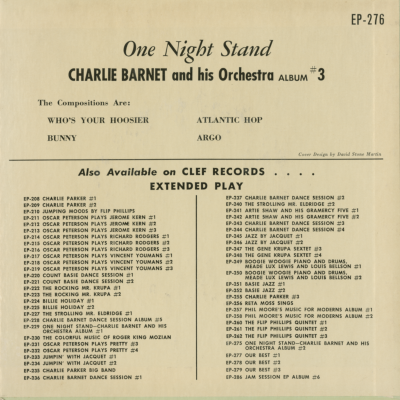 EP-276
One Night Stand
CHARLIE BARNET and his Orchestra ALBUM #3
The Compositions Are:
WHO'S YOUR HOOSIER
ATLANTIC HOP
BUNNY
ARGO
Cover Design by David Stone Martin
Also Available on CLEF RECORDS . . . .
EXTENDED PLAY
EP-208 CHARLIE PARKER #1
EP-209 CHARLIE PARKER #2
EP-210 JUMPING MOODS BY FLIP PHILLIPS
EP-211 OSCAR PETERSON PLAYS JEROME KERN #1
EP-212 OSCAR PETERSON PLAYS JEROME KERN #2
EP-213 OSCAR PETERSON PLAYS JEROME KERN #3
EP-214 OSCAR PETERSON PLAYS RICHARD RODGERS #1
EP-215 OSCAR PETERSON PLAYS RICHARD RODGERS #2
EP-216 OSCAR PETERSON PLAYS RICHARD RODGERS #3
EP-217 OSCAR PETERSON PLAYS VINCENT YOUMANS #1
EP-218 OSCAR PETERSON PLAYS VINCENT YOUMANS #2
EP-219 OSCAR PETERSON PLAYS VINCENT YOUMANS #3
EP-220 COUNT BASIE DANCE SESSION #1
EP-221 COUNT BASIE DANCE SESSION #2
EP-222 THE ROCKING MR. KRUPA #1
EP-223 THE ROCKING MR. KRUPA #2
EP-224 BILLIE HOLIDAY #1
EP-225 BILLIE HOLIDAY #2
EP-227 THE STROLLING MR. ELDRIDGE #1
EP-228 CHARLIE BARNET DANCE SESSION ALBUM #5
EP-229 ONE NIGHT STAND—CHARLIE BARNET AND HIS
ORCHESTRA ALBUM #1
EP-230 THE COLORFUL MUSIC OF ROGER KING MOZIAN
EP-231 OSCAR PETERSON PLAYS PRETTY #3
EP-232 OSCAR PETERSON PLAYS PRETTY #4
EP-233 JUMPIN' WITH JACQUET #1
EP-234 JUMPIN' WITH JACQUET #2
EP-235 CHARLIE PARKER BIG BAND
EP-236 CHARLIE BARNET DANCE SESSION #1
EP-237 CHARLIE BARNET DANCE SESSION #2
EP-240 THE STROLLING MR. ELDRIDGE #2
EP-241 ARTIE SHAW AND HIS GRAMERCY FIVE #1
EP-242 ARTIE SHAW AND HIS GRAMERCY FIVE #2
EP-243 CHARLIE BARNET DANCE SESSION #3
EP-244 CHARLIE BARNET DANCE SESSION #4
EP-245 JAZZ BY JACQUET #1
EP-246 JAZZ BY JACQUET #2
EP-247 THE GENE KRUPA SEXTET #3
EP-248 THE GENE KRUPA SEXTET #4
EP-249 BOOGIE WOOGIE PIANO AND DRUMS,
MEADE LUX LEWIS AND LOUIS BELLSON #1
EP-250 BOOGIE WOOGIE PIANO AND DRUMS,
MEADE LUX LEWIS AND LOUIS BELLSON #2
EP-251 BASIE JAZZ #1
EP-252 BASIE JAZZ #2
EP-255 CHARLIE PARKER #3
EP-256 RETA MOSS SINGS
EP-257 PHIL MOORE'S MUSIC FOR MODERNS ALBUM #1
EP-258 PHIL MOORE'S MUSIC FOR MODERNS ALBUM #2
EP-260 THE FLIP PHILLIPS QUINTET #1
EP-261 THE FLIP PHILLIPS QUINTET #2
EP-262 THE FLIP PHILLIPS QUINTET #3
EP-275 ONE NIGHT STAND—CHARLIE BARNET AND HIS
ORCHESTRA ALBUM #2
EP-277 OUR BEST #1
EP-278 OUR BEST #2
EP-279 OUR BEST #3
EP-286 JAM SESSION EP ALBUM #6